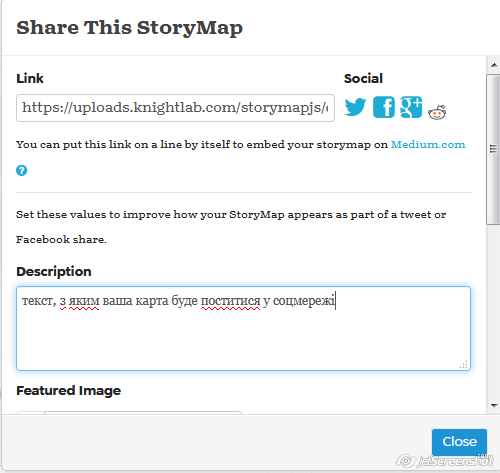 Share This StoryMap
Link
Social
https://uploads.knightlab.com/storymapjs/
You can put this link on a line by itself to embed your storymap on Medium.com
?
Set these values to improve how your StoryMap appears as part of a tweet or
Facebook share.
Description
текст, з яким ваша карта буде поститися у соцмережі
Featured Image
Close
jetScreenshot